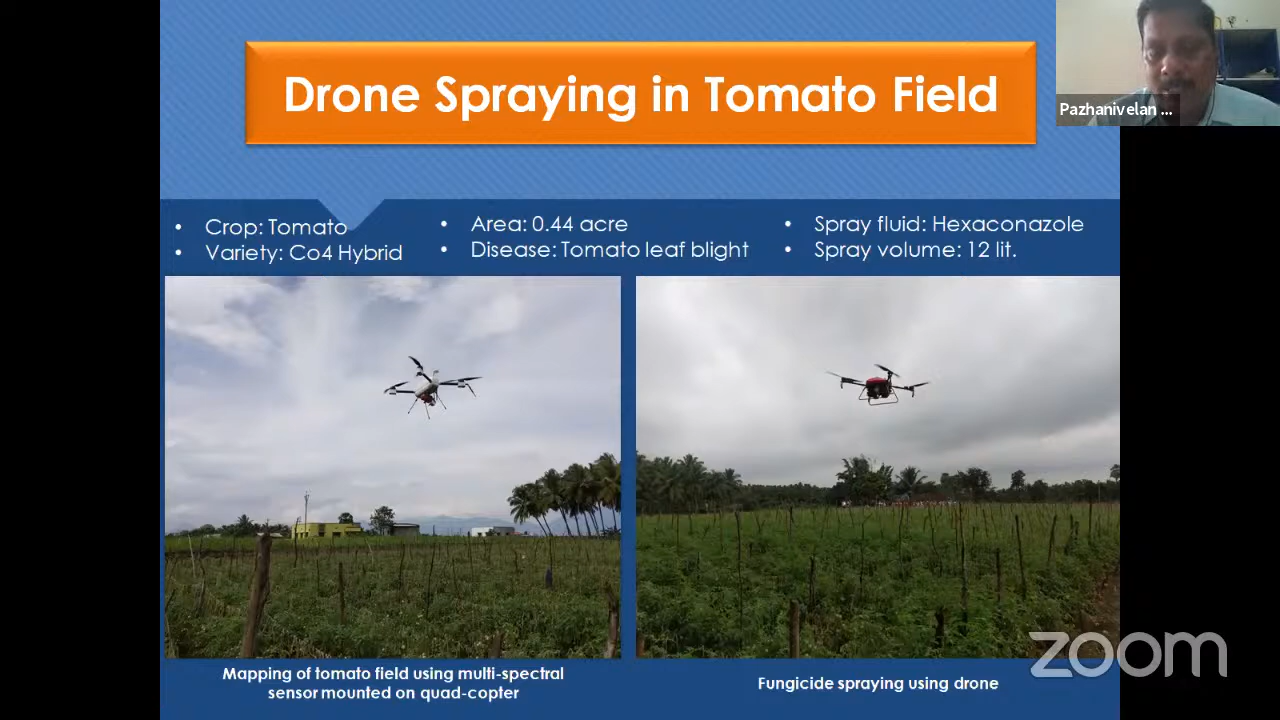 Drone Spraying in Tomato Field
Pazhanivelan ...
• Crop: Tomato
• Variety: Co4 Hybrid
• Area: 0.44 acre
• Disease: Tomato leaf blight
• Spray fluid: Hexaconazole
• Spray volume: 12 lit.
Mapping of tomato field using multi-spectral
sensor mounted on quad-copter
Fungicide spraying using drone
zoom